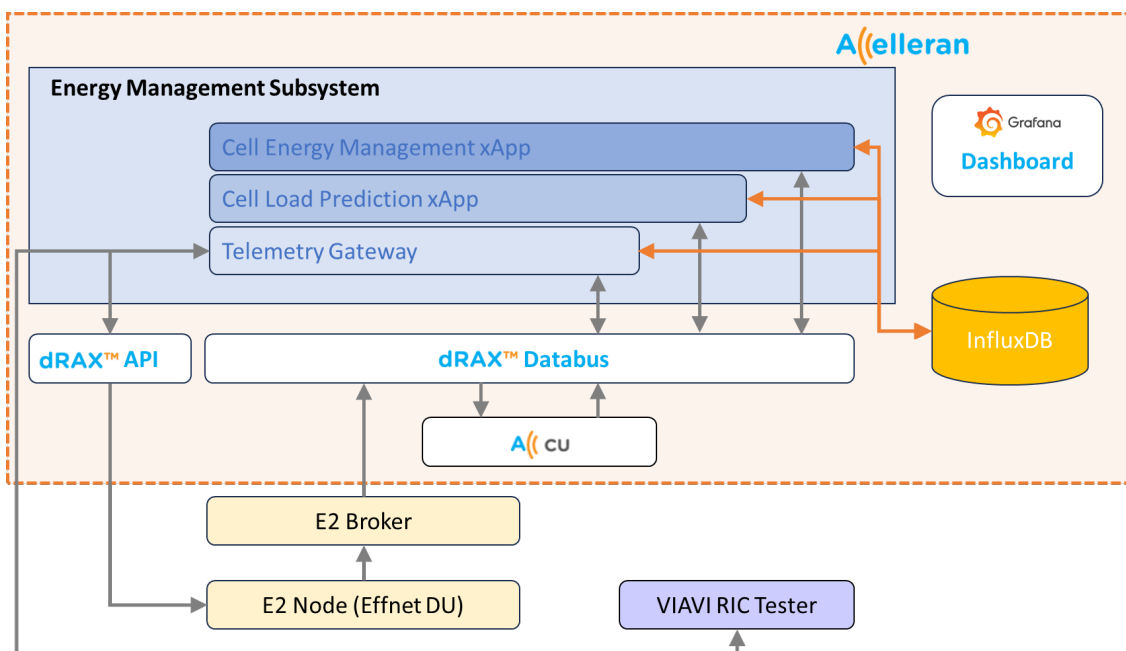 Accelleran
Energy Management Subsystem
Cell Energy Management xApp
Cell Load Prediction xApp
Telemetry Gateway
Grafana
Dashboard
InfluxDB
dRAX™ API
dRAX™ Databus
A CU
E2 Broker
E2 Node (Effnet DU)
VIAVI RIC Tester